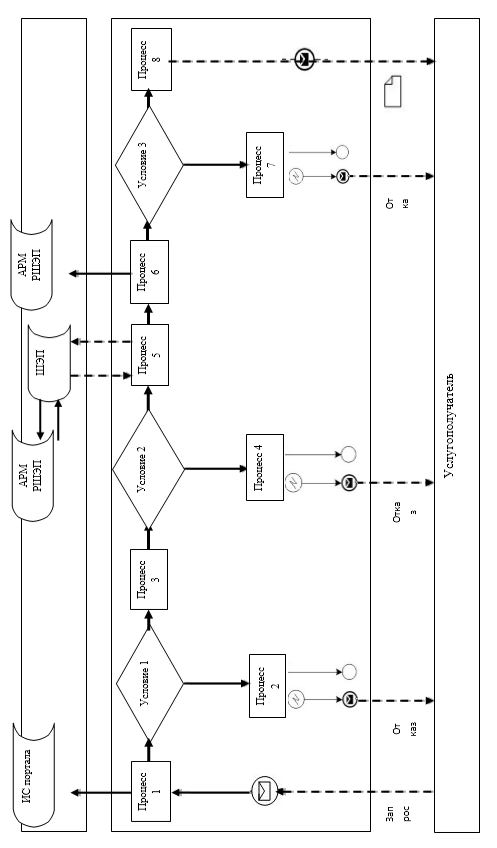 ИС портала
АРМ
РШЭП
ШЭП
АРМ
РШЭП
Процесс
1
Условие 1
Процесс
3
Условие 2
Процесс
5
Процесс
6
Условие 3
Процесс
8
Процесс
2
Процесс 4
Процесс
7
Зап
рос
От
каз
Отка
з
От
ка
Услугополучатель